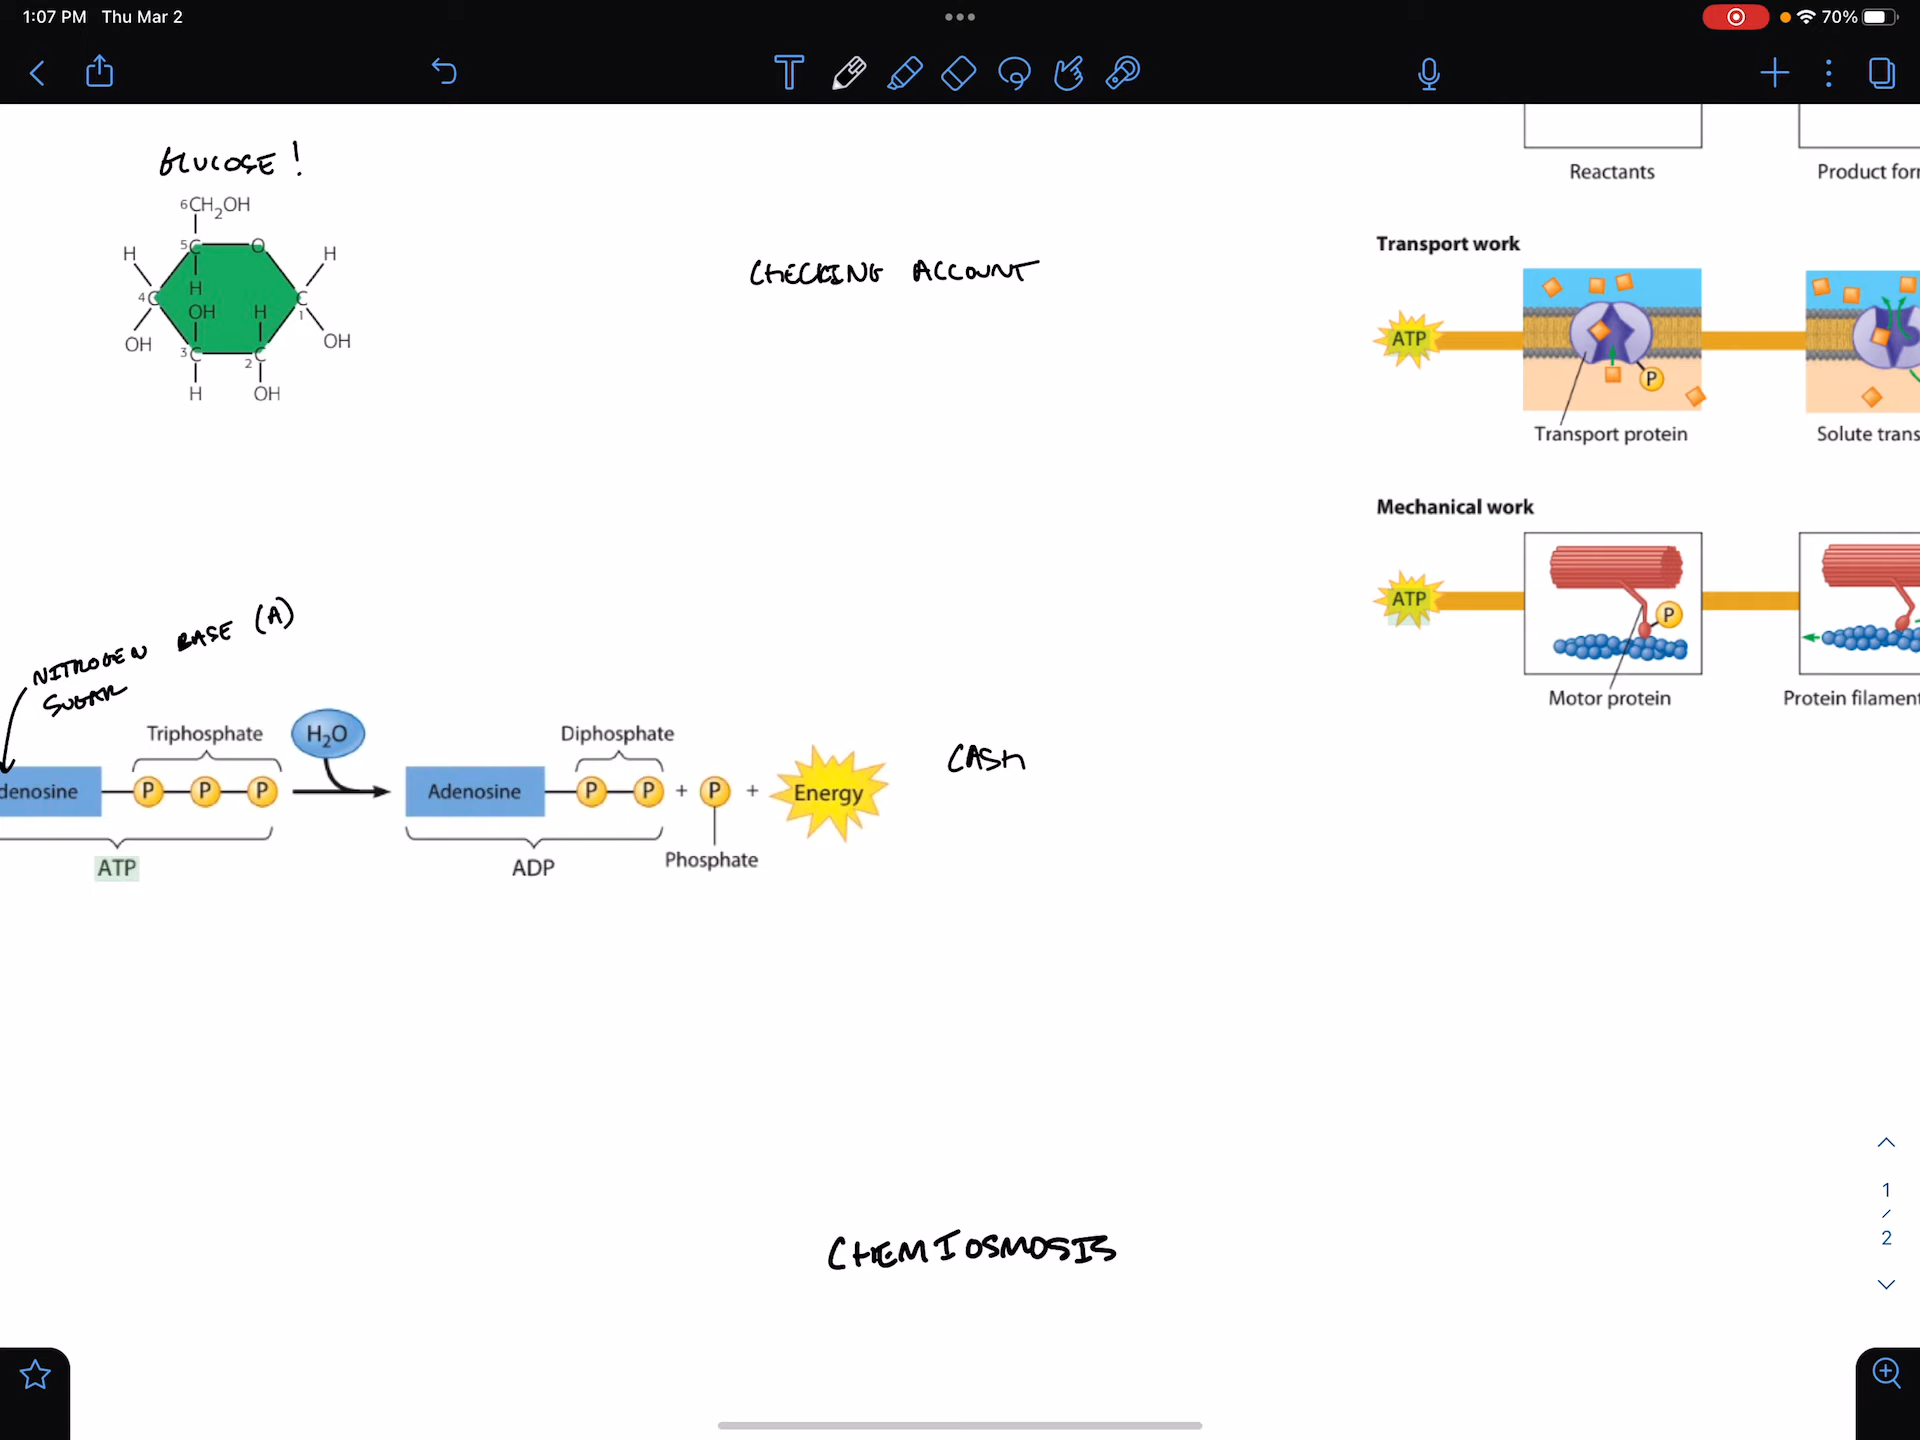 1:07 PM Thu Mar 2
70%
GLUCOSE!
6CH2OH
5C
O
H
H
H
4C
OH
H
C
1
OH
OH
3C
2
C
H
OH
CHECKING ACCOUNT
Reactants
Product for
Transport work
ATP
P
Transport protein
Solute trans
Mechanical work
ATP
P
Motor protein
Protein filament
NITROGEN BASE (A)
SUGAR
Triphosphate
H2O
Diphosphate
CASH
denosine
P
P
P
Adenosine
P
P
+
P
+
Energy
ATP
ADP
Phosphate
1
/
2
CHEMIOSMOSIS